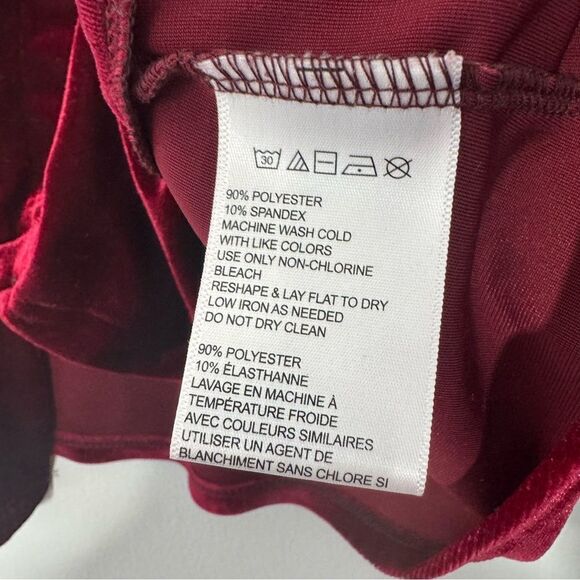 30
90% POLYESTER
10% SPANDEX
MACHINE WASH COLD
WITH LIKE COLORS
USE ONLY NON-CHLORINE
BLEACH
RESHAPE & LAY FLAT TO DRY
LOW IRON AS NEEDED
DO NOT DRY CLEAN
90% POLYESTER
10% ÉLASTHANNE
LAVAGE EN MACHINE À
TEMPÉRATURE FROIDE
AVEC COULEURS SIMILAIRES
UTILISER UN AGENT DE
BLANCHIMENT SANS CHLORE SI